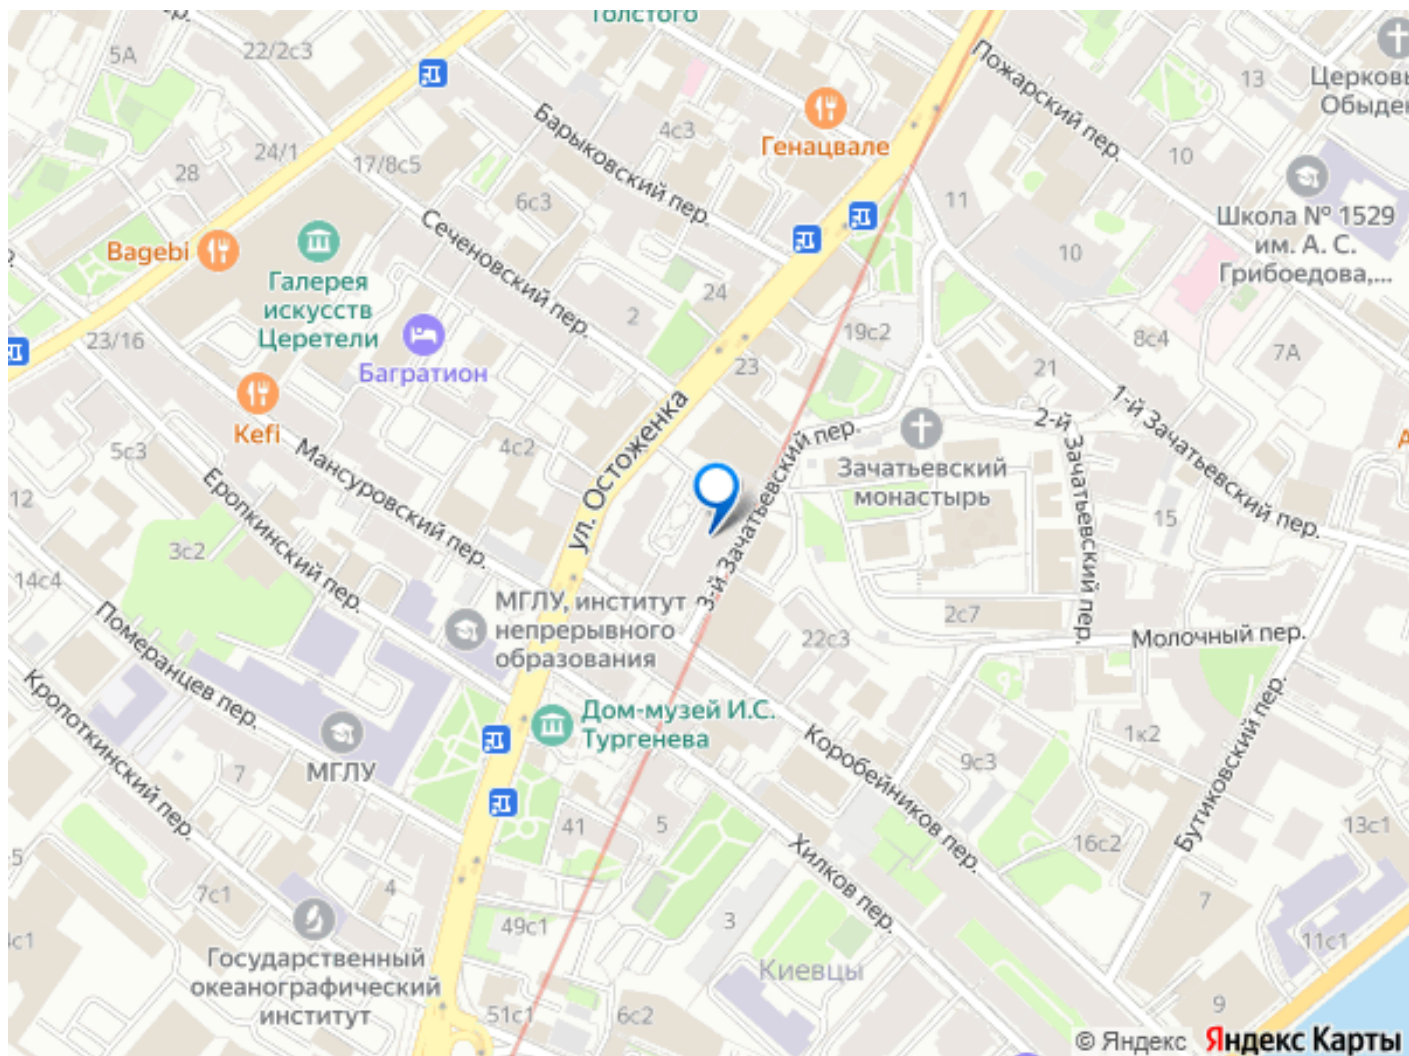 Толстого
22/2с3
5А
Пожарский пер.
13
Церковь
Обыден
Барыковский пер.
4с3
Генацвале
24/1
17/8с5
28
10
11
Школа № 1529
им. А. С.
Грибоедова,...
6с3
Сеченовский пер.
Bagebi
Галерея
искусств
Церетели
10
24
2
19с2
23/16
Багратион
23
8с4
7А
21
1-й Зачатьевский пер.
2-й Зачатьевский пер.
Kefi
ул. Остоженка
4с2
5с3
Мансуровский пер.
Еропкинский пер.
12
3-й Зачатьевский пер.
Зачатьевский
монастырь
15
3с2
14с4
Померанцев пер.
МГЛУ, институт
непрерывного
образования
2с7
22с3
Молочный пер.
Кропоткинский пер.
Дом-музей И.С.
Тургенева
МГЛУ
7
Коробейников пер.
9с3
1к2
Бутиковский пер.
41
5
Хилков пер.
16с2
13с1
7с1
4
49с1
3
7
11с1
Государственный
океанографический
институт
Киевцы
51с1
6с2
9
© Яндекс Яндекс Карты